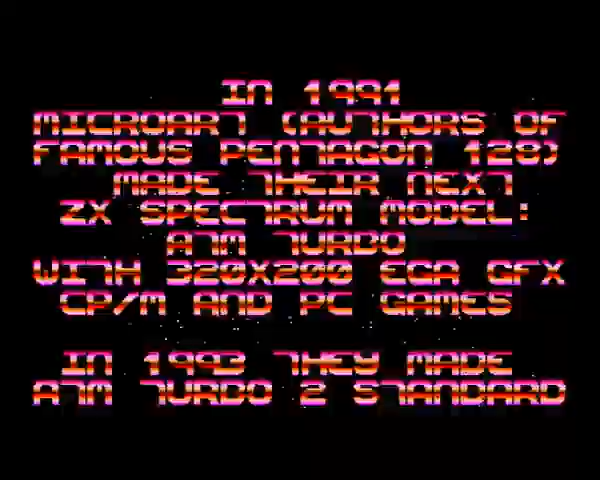 IN 1991
MICROART (AUTHORS OF
FAMOUS PENTAGON 128)
MADE THEIR NEXT
ZX SPECTRUM MODEL:
ATM TURBO
WITH 320X200 EGA GFX
CP/M AND PC GAMES
IN 1993 THEY MADE
ATM TURBO 2 STANDARD